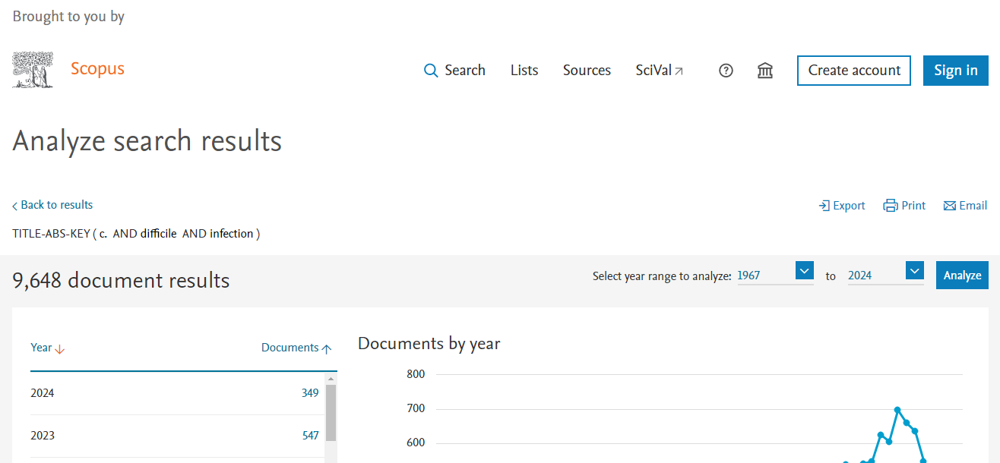 Brought to you by
Scopus
Search Lists Sources SciVal Create account Sign in
Analyze search results
Back to results
Export Print Email
TITLE-ABS-KEY ( c. AND difficile AND infection )
9,648 document results
Select year range to analyze: 1967 to 2024 Analyze
Year Documents
Documents by year
2024 349
2023 547
800
700
600